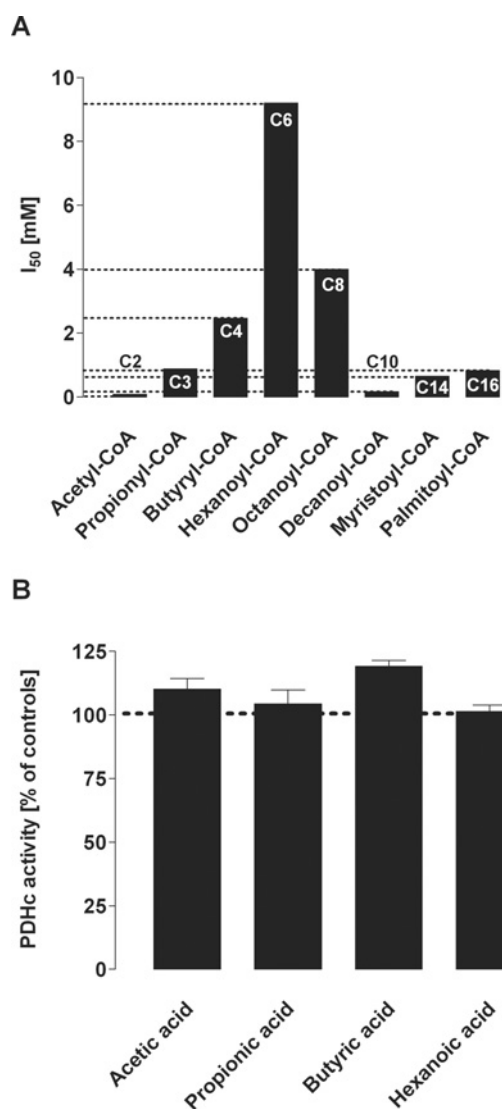 A
I50 [mM]
10
8
6
4
2
0
C2
C3
C4
C6
C8
C10
C14
C16
Acetyl-CoA
Propionyl-CoA
Butyryl-CoA
Hexanoyl-CoA
Octanoyl-CoA
Decanoyl-CoA
Myristoyl-CoA
Palmitoyl-CoA
B
PDHc activity [% of controls]
125
100
75
50
25
0
Acetic acid
Propionic acid
Butyric acid
Hexanoic acid